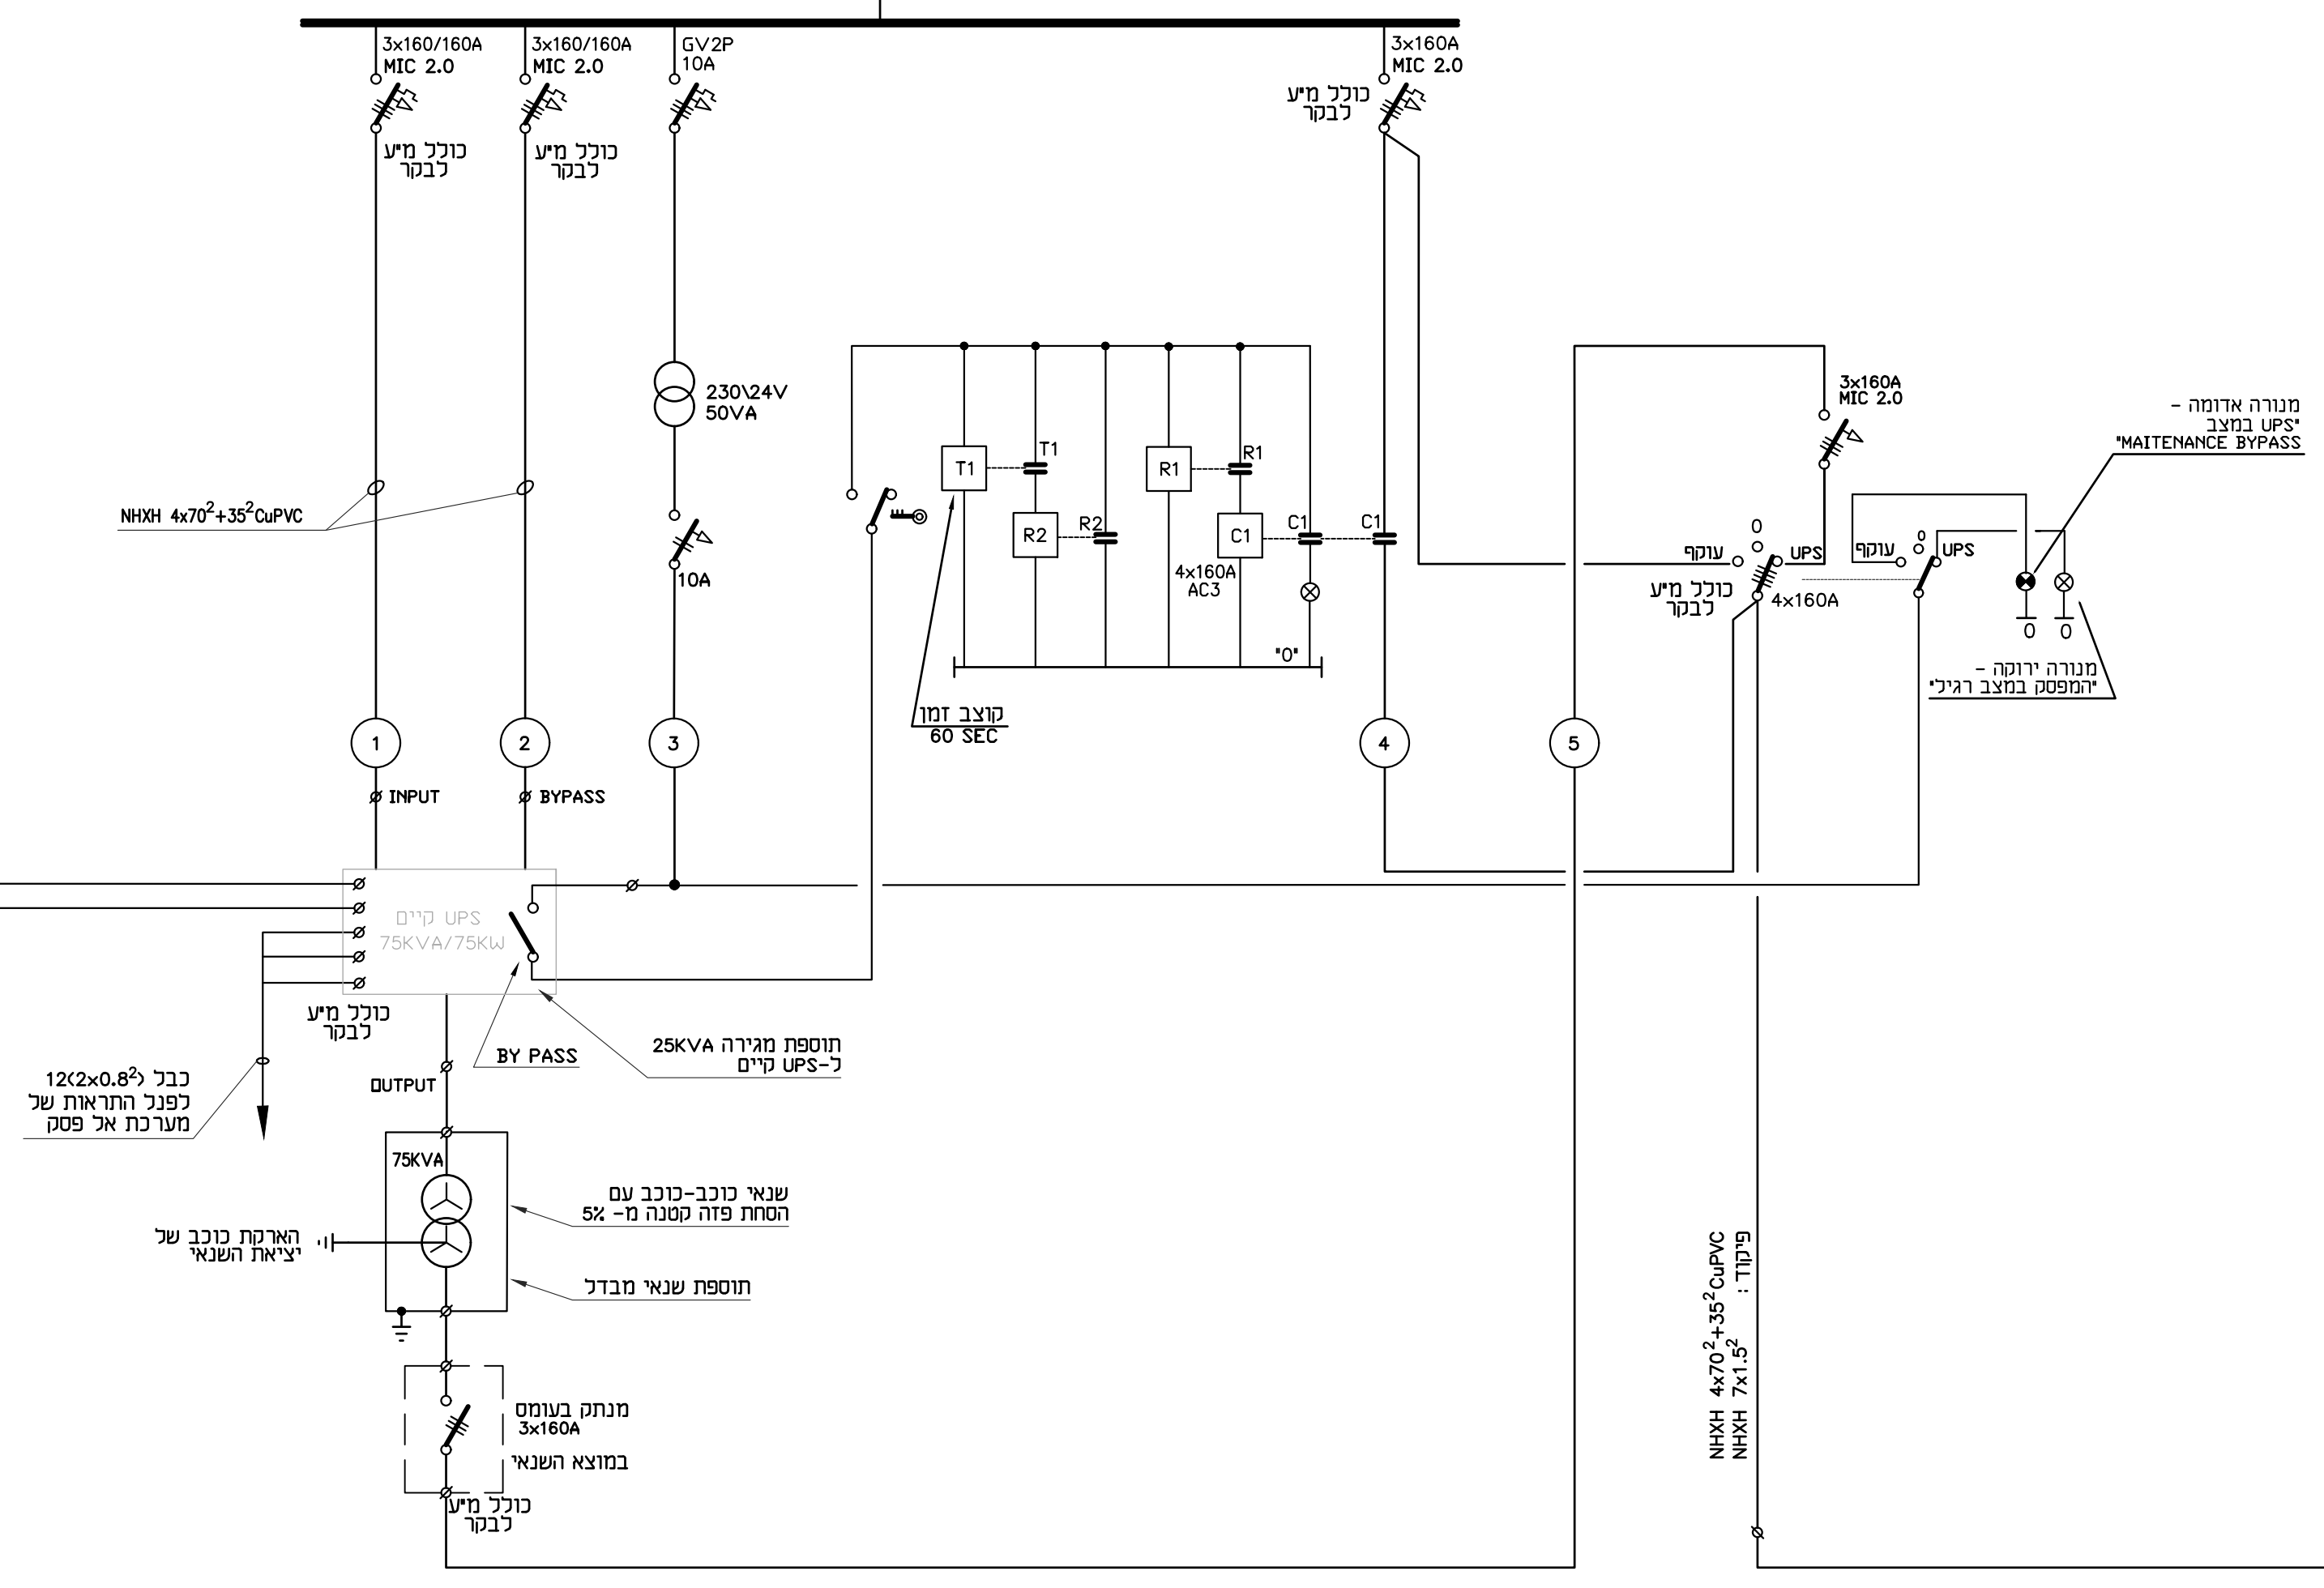 3x160/160A
MIC 2.0
כולל מ"ע
לבקר
3x160/160A
MIC 2.0
כולל מ"ע
לבקר
GV2P
10A
3x160A
MIC 2.0
כולל מ"ע
לבקר
230\24V
50VA
10A
NHXH 4x70²+35²CuPVC
T1
T1
R2
R2
R1
R1
C1
4x160A
AC3
C1
C1
"0"
קוצב זמן
60 SEC
3x160A
MIC 2.0
מנורה אדומה -
"UPS במצב
"MAITENANCE BYPASS
0
עוקף
UPS
כולל מ"ע
לבקר
4x160A
0
עוקף
UPS
0
0
מנורה ירוקה -
"המפסק במצב רגיל"
1
2
3
4
5
INPUT
BYPASS
UPS קיים
75KVA/75KW
כולל מ"ע
לבקר
BY PASS
תוספת מגירה 25KVA
ל-UPS קיים
כבל 12(2x0.8²)
לפנל התראות של
מערכת אל פסק
OUTPUT
75KVA
שנאי כוכב-כוכב עם
הסחת פזה קטנה מ- 5%
הארקת כוכב של
יציאת השנאי
תוספת שנאי מבדל
מנתק בעומס
3x160A
במוצא השנאי
כולל מ"ע
לבקר
NHXH 4x70²+35²CuPVC
פיקוד : NHXH 7x1.5²